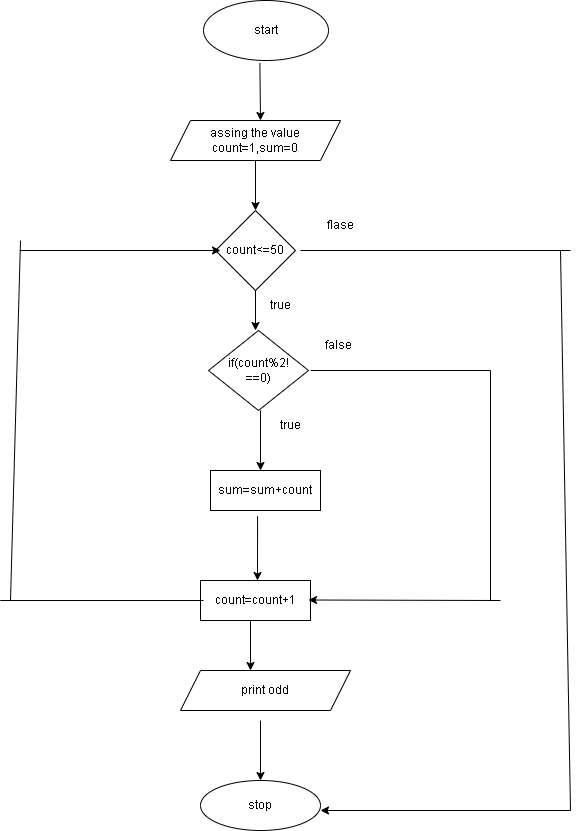 start
assing the value
count=1,sum=0
flase
count<=50
true
false
if(count%2!
==0)
true
sum=sum+count
count=count+1
print odd
stop